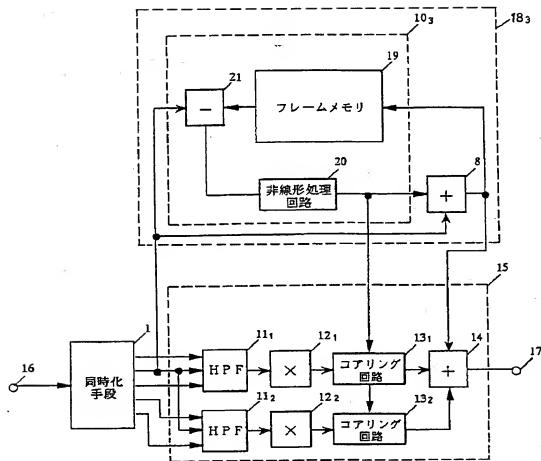 18₃
10₃
19
21
－
フレームメモリ
20
非線形処理
回路
8
＋
15
1
16
同時化
手段
11₁
HPF
12₁
×
13₁
コアリング
回路
14
＋
17
11₂
HPF
12₂
×
13₂
コアリング
回路